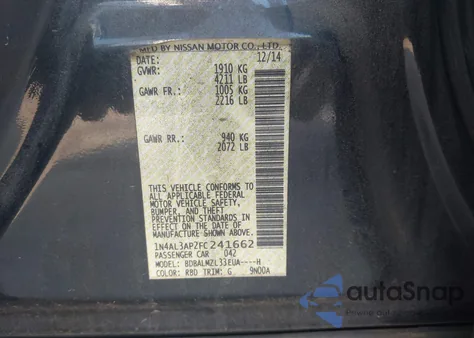 MFD BY NISSAN MOTOR CO., LTD.
DATE: 12/14
GVWR: 1910 KG
4211 LB
GAWR FR.: 1005 KG
2216 LB
GAWR RR.: 940 KG
2072 LB
THIS VEHICLE CONFORMS TO
ALL APPLICABLE FEDERAL
MOTOR VEHICLE SAFETY,
BUMPER, AND THEFT
PREVENTION STANDARDS IN
EFFECT ON THE DATE OF
MANUFACTURE SHOWN ABOVE.
1N4AL3AP2FC241662
PASSENGER CAR 042
MODEL: BDBALMZL33EUA----H
COLOR: RBD TRIM: G 9N00A
autoSnap
www.autosnap.com